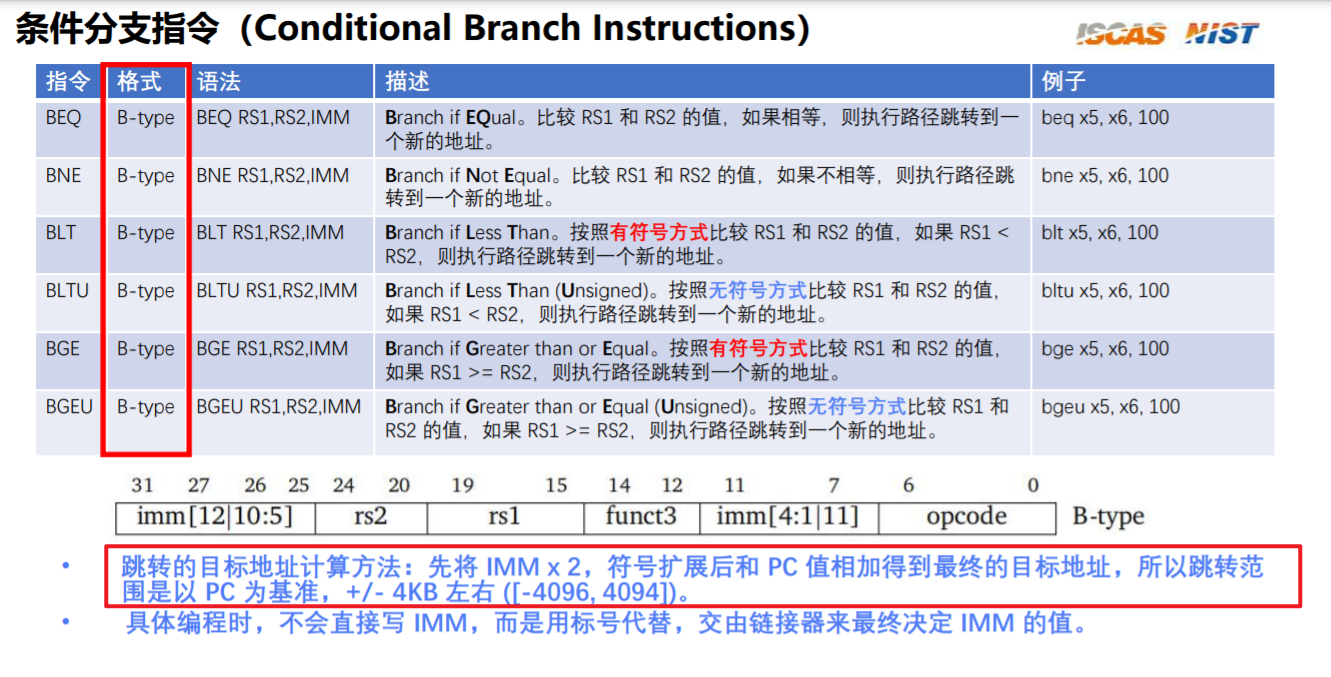 条件分支指令（Conditional Branch Instructions）
ISCAS NIST
指令 格式 语法 描述 例子
BEQ B-type BEQ RS1,RS2,IMM Branch if EQual。比较 RS1 和 RS2 的值，如果相等，则执行路径跳转到一 beq x5, x6, 100
个新的地址。
BNE B-type BNE RS1,RS2,IMM Branch if Not Equal。比较 RS1 和 RS2 的值，如果不相等，则执行路径跳 bne x5, x6, 100
转到一个新的地址。
BLT B-type BLT RS1,RS2,IMM Branch if Less Than。按照有符号方式比较 RS1 和 RS2 的值，如果 RS1 < blt x5, x6, 100
RS2，则执行路径跳转到一个新的地址。
BLTU B-type BLTU RS1,RS2,IMM Branch if Less Than (Unsigned)。按照无符号方式比较 RS1 和 RS2 的值， bltu x5, x6, 100
如果 RS1 < RS2，则执行路径跳转到一个新的地址。
BGE B-type BGE RS1,RS2,IMM Branch if Greater than or Equal。按照有符号方式比较 RS1 和 RS2 的值， bge x5, x6, 100
如果 RS1 >= RS2，则执行路径跳转到一个新的地址。
BGEU B-type BGEU RS1,RS2,IMM Branch if Greater than or Equal (Unsigned)。按照无符号方式比较 RS1 和 bgeu x5, x6, 100
RS2 的值，如果 RS1 >= RS2，则执行路径跳转到一个新的地址。
31 27 26 25 24 20 19 15 14 12 11 7 6 0
imm[12|10:5] rs2 rs1 funct3 imm[4:1|11] opcode B-type
• 跳转的目标地址计算方法：先将 IMM x 2，符号扩展后和 PC 值相加得到最终的目标地址，所以跳转范
围是以 PC 为基准，+/- 4KB 左右 ([-4096, 4094])。
• 具体编程时，不会直接写 IMM，而是用标号代替，交由链接器来最终决定 IMM 的值。